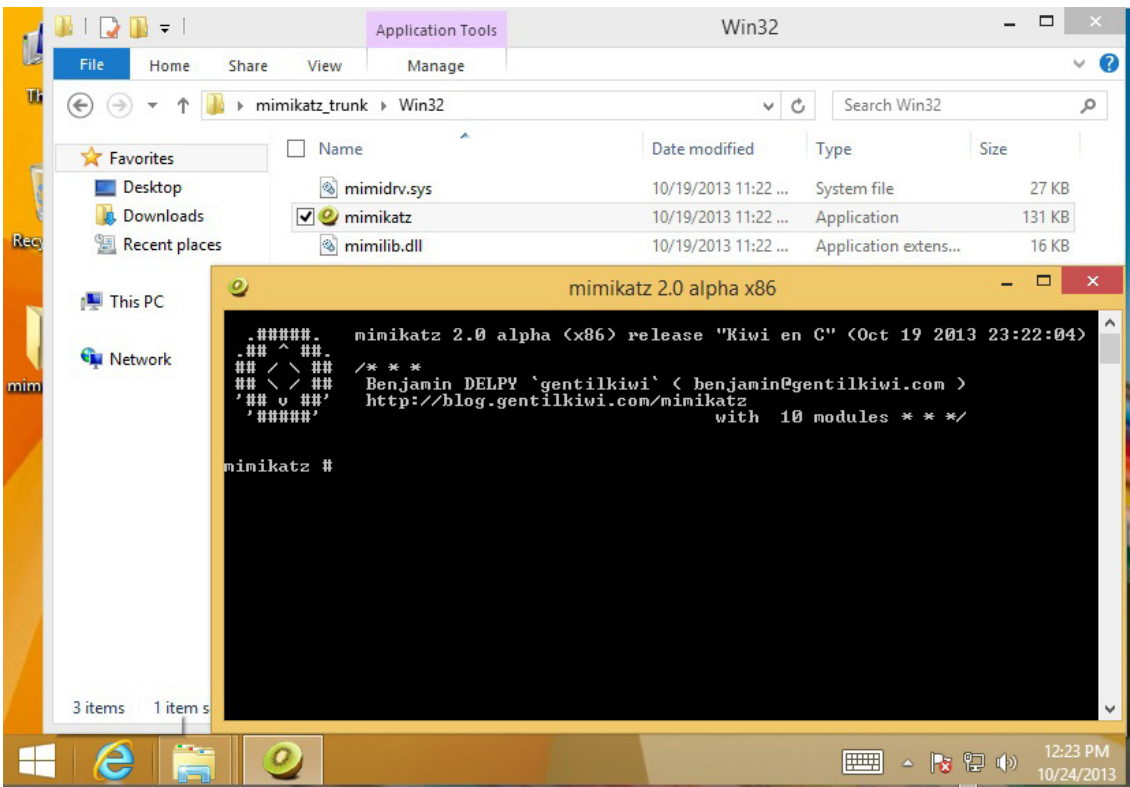 Application Tools
Win32
File
Home
Share
View
Manage
mimikatz_trunk
Win32
Search Win32
Name
Date modified
Type
Size
Favorites
Desktop
Downloads
Recent places
This PC
Network
mimidrv.sys
10/19/2013 11:22 ...
System file
27 KB
mimikatz
10/19/2013 11:22 ...
Application
131 KB
mimilib.dll
10/19/2013 11:22 ...
Application extens...
16 KB
mimikatz 2.0 alpha x86
.#####.   mimikatz 2.0 alpha (x86) release "Kiwi en C" (Oct 19 2013 23:22:04)
.## ^ ##.
## / \ ##  /* * *
## \ / ##   Benjamin DELPY `gentilkiwi` ( benjamin@gentilkiwi.com )
'## v ##'   http://blog.gentilkiwi.com/mimikatz
'#####'                                    with  10 modules * * */
mimikatz #
3 items
1 item s
12:23 PM
10/24/2013